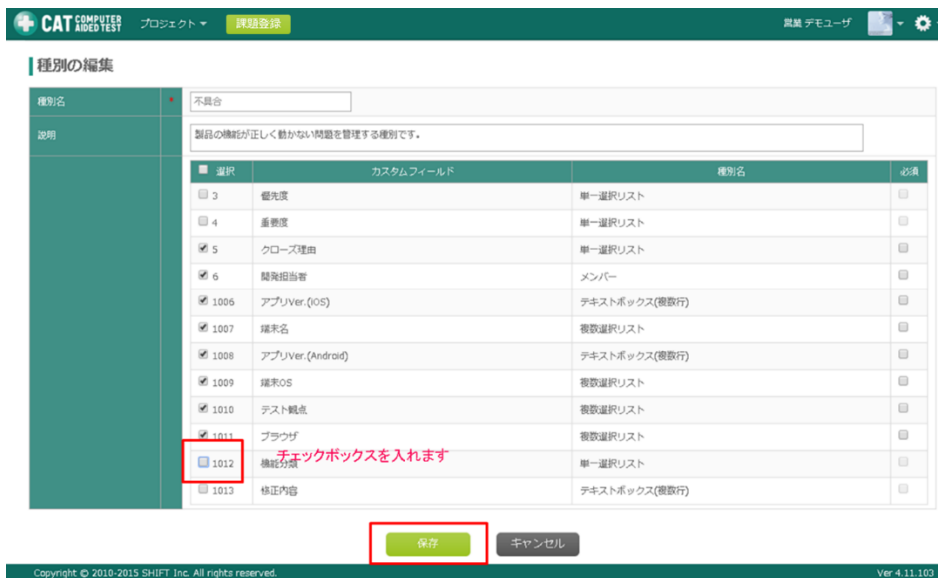 CAT COMPUTER AIDED TEST プロジェクト 課題登録 営業 デモユーザ
種別の編集
種別名 * 不具合
説明 製品の機能が正しく動かない問題を管理する種別です。
選択 カスタムフィールド 種別名 必須
3 優先度 単一選択リスト
4 重要度 単一選択リスト
5 クローズ理由 単一選択リスト
6 開発担当者 メンバー
1006 アプリVer.(iOS) テキストボックス(複数行)
1007 端末名 複数選択リスト
1008 アプリVer.(Android) テキストボックス(複数行)
1009 端末OS 複数選択リスト
1010 テスト観点 複数選択リスト
1011 ブラウザ 複数選択リスト
チェックボックスを入れます
1012 機能分類 単一選択リスト
1013 修正内容 テキストボックス(複数行)
保存 キャンセル
Copyright © 2010-2015 SHIFT Inc. All rights reserved. Ver 4.11.103